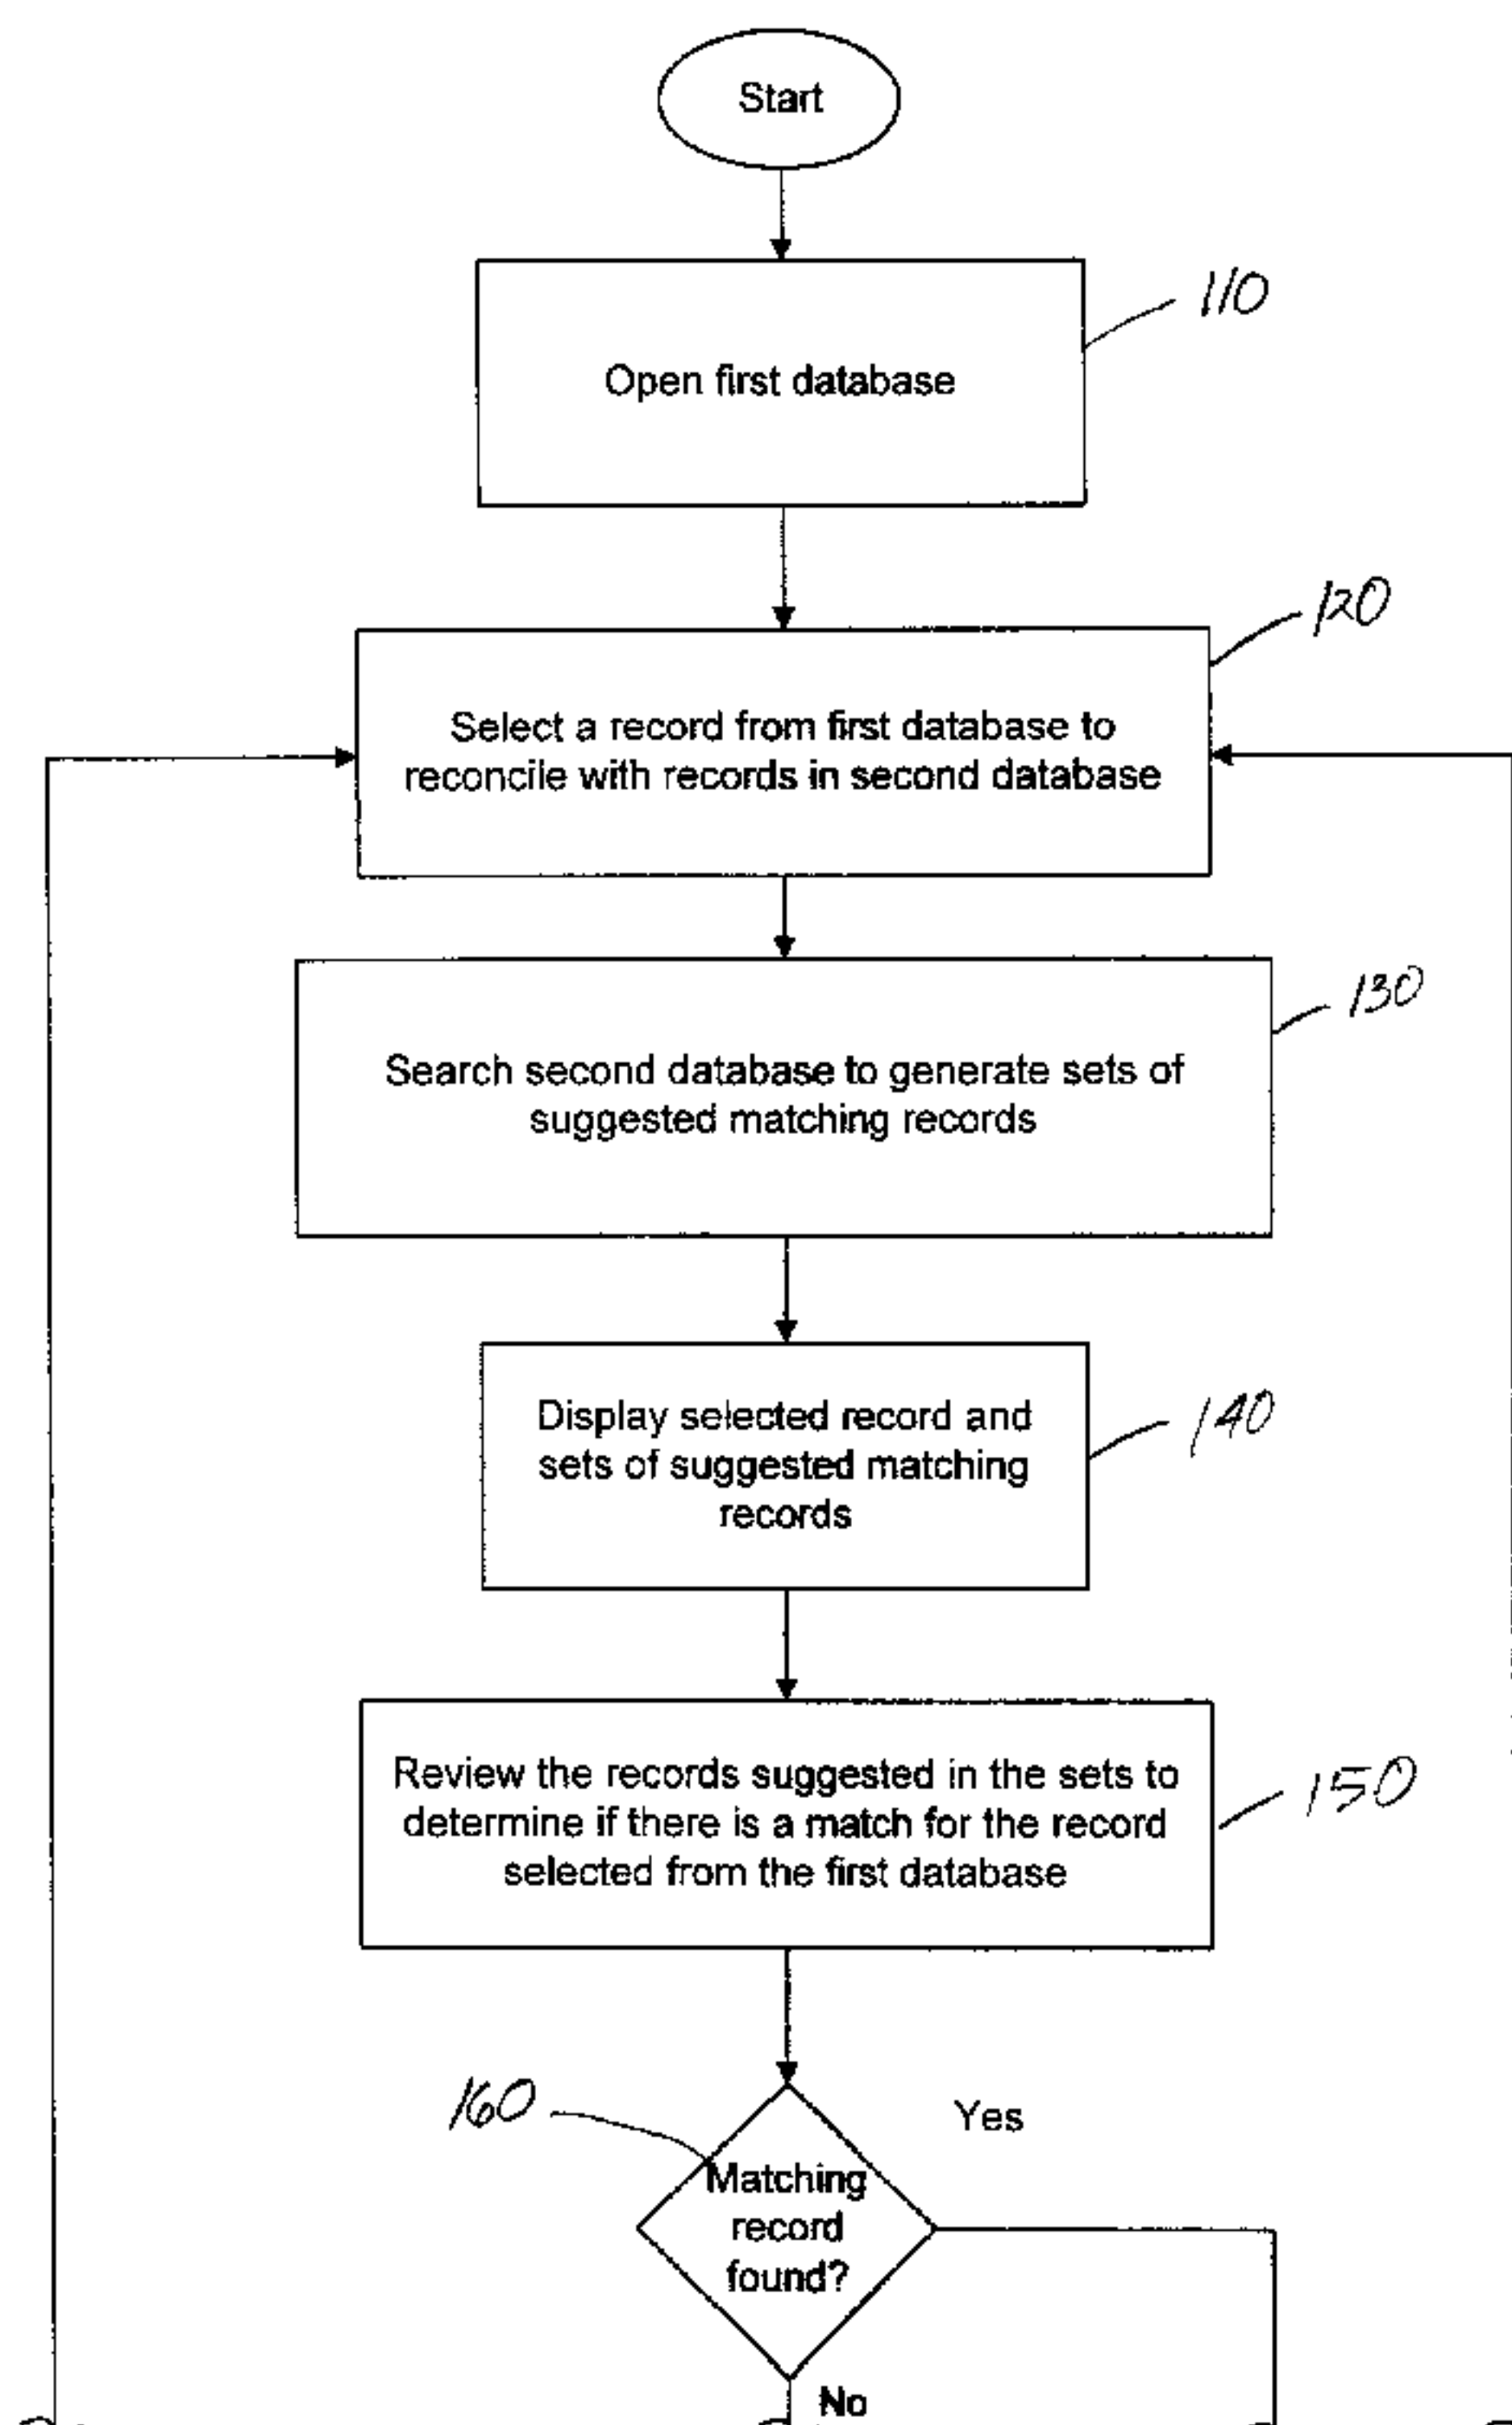 Start
110
Open first database
120
Select a record from first database to
reconcile with records in second database
130
Search second database to generate sets of
suggested matching records
140
Display selected record and
sets of suggested matching
records
150
Review the records suggested in the sets to
determine if there is a match for the record
selected from the first database
160
Yes
Matching
record
found?
No